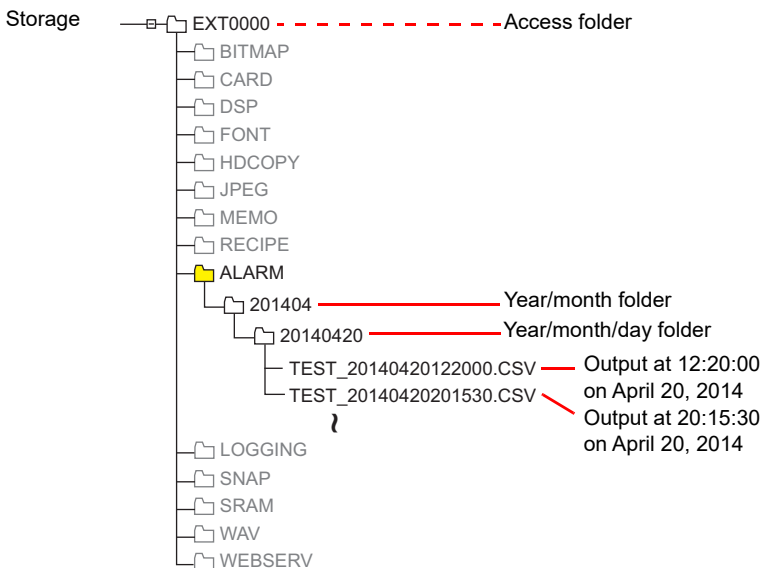 Storage
EXT0000
Access folder
BITMAP
CARD
DSP
FONT
HDCOPY
JPEG
MEMO
RECIPE
ALARM
201404
Year/month folder
20140420
Year/month/day folder
TEST_20140420122000.CSV
Output at 12:20:00
on April 20, 2014
TEST_20140420201530.CSV
Output at 20:15:30
on April 20, 2014
LOGGING
SNAP
SRAM
WAV
WEBSERV